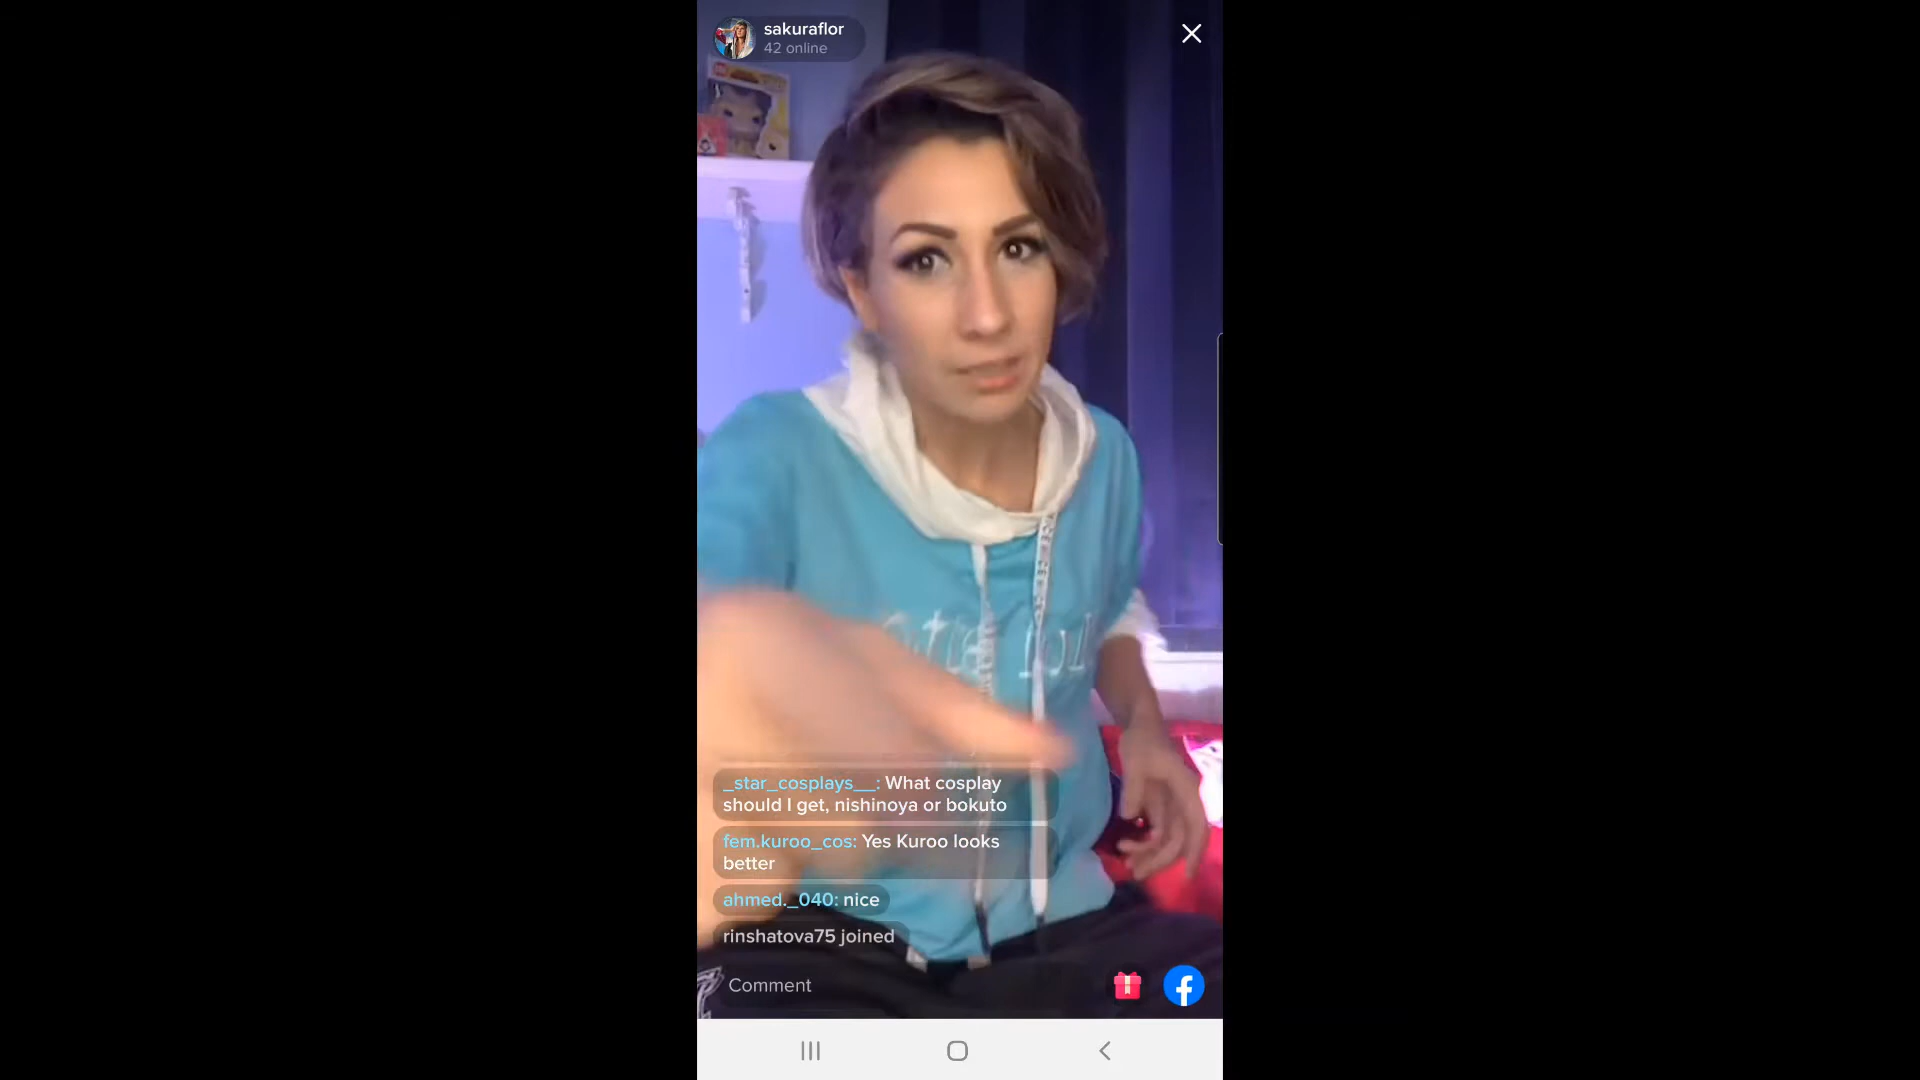 sakuraflor
42 online
_star_cosplays__: What cosplay
should I get, nishinoya or bokuto
fem.kuroo_cos: Yes Kuroo looks
better
ahmed._040: nice
rinshatova75 joined
Comment